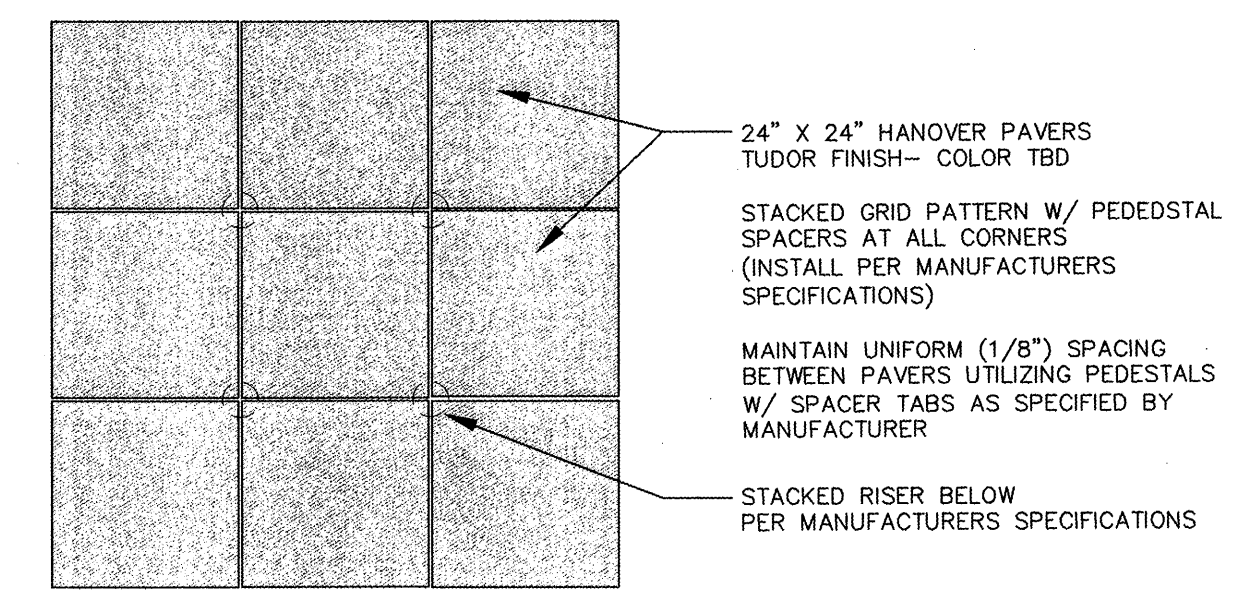 24" X 24" HANOVER PAVERS
TUDOR FINISH– COLOR TBD
STACKED GRID PATTERN W/ PEDEDSTAL
SPACERS AT ALL CORNERS
(INSTALL PER MANUFACTURERS
SPECIFICATIONS)
MAINTAIN UNIFORM (1/8") SPACING
BETWEEN PAVERS UTILIZING PEDESTALS
W/ SPACER TABS AS SPECIFIED BY
MANUFACTURER
STACKED RISER BELOW
PER MANUFACTURERS SPECIFICATIONS